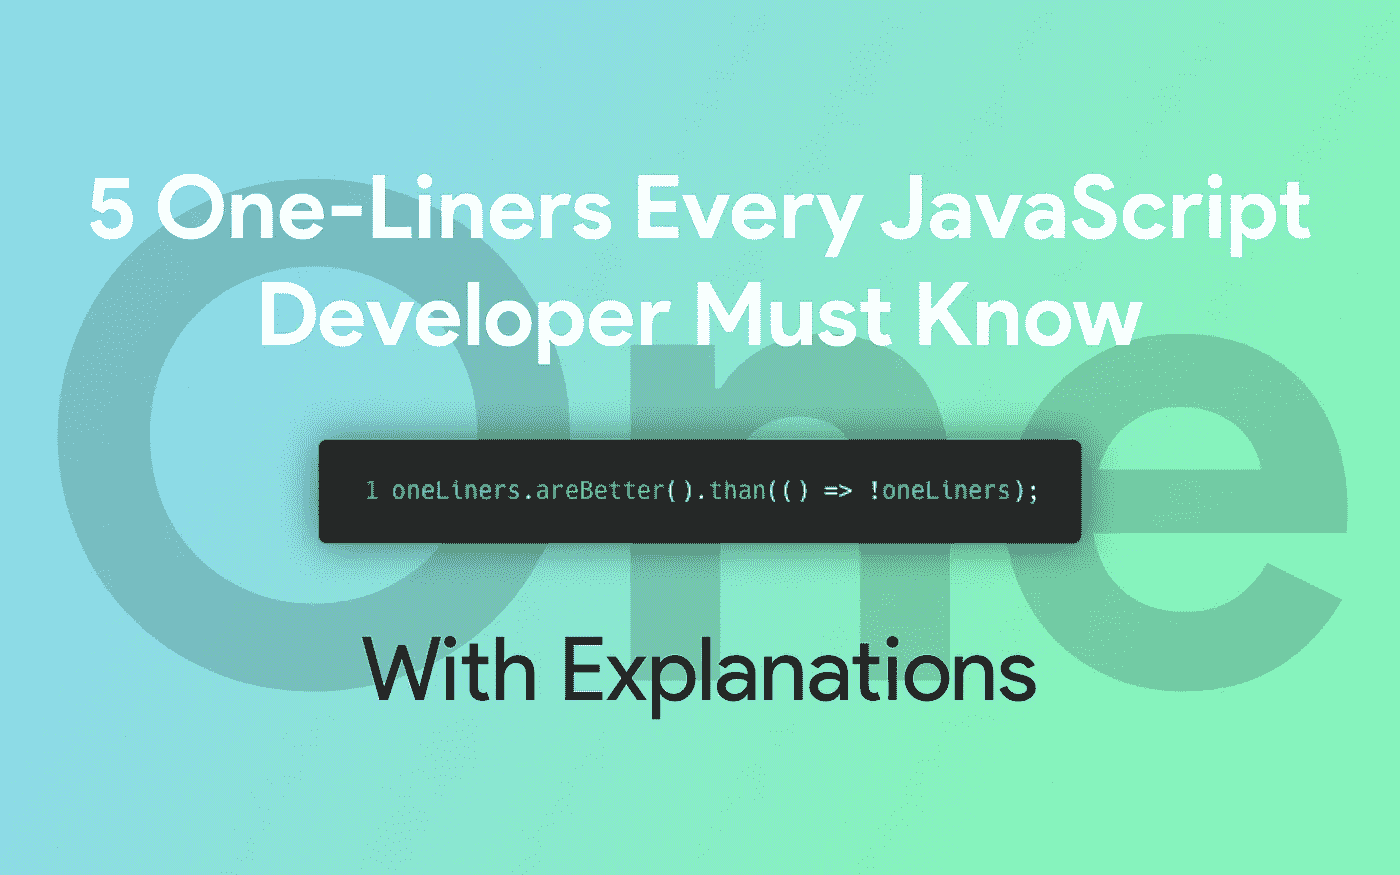 5 One-Liners Every JavaScript
Developer Must Know
One
1 oneLiners.areBetter().than(() => !oneLiners);
With Explanations